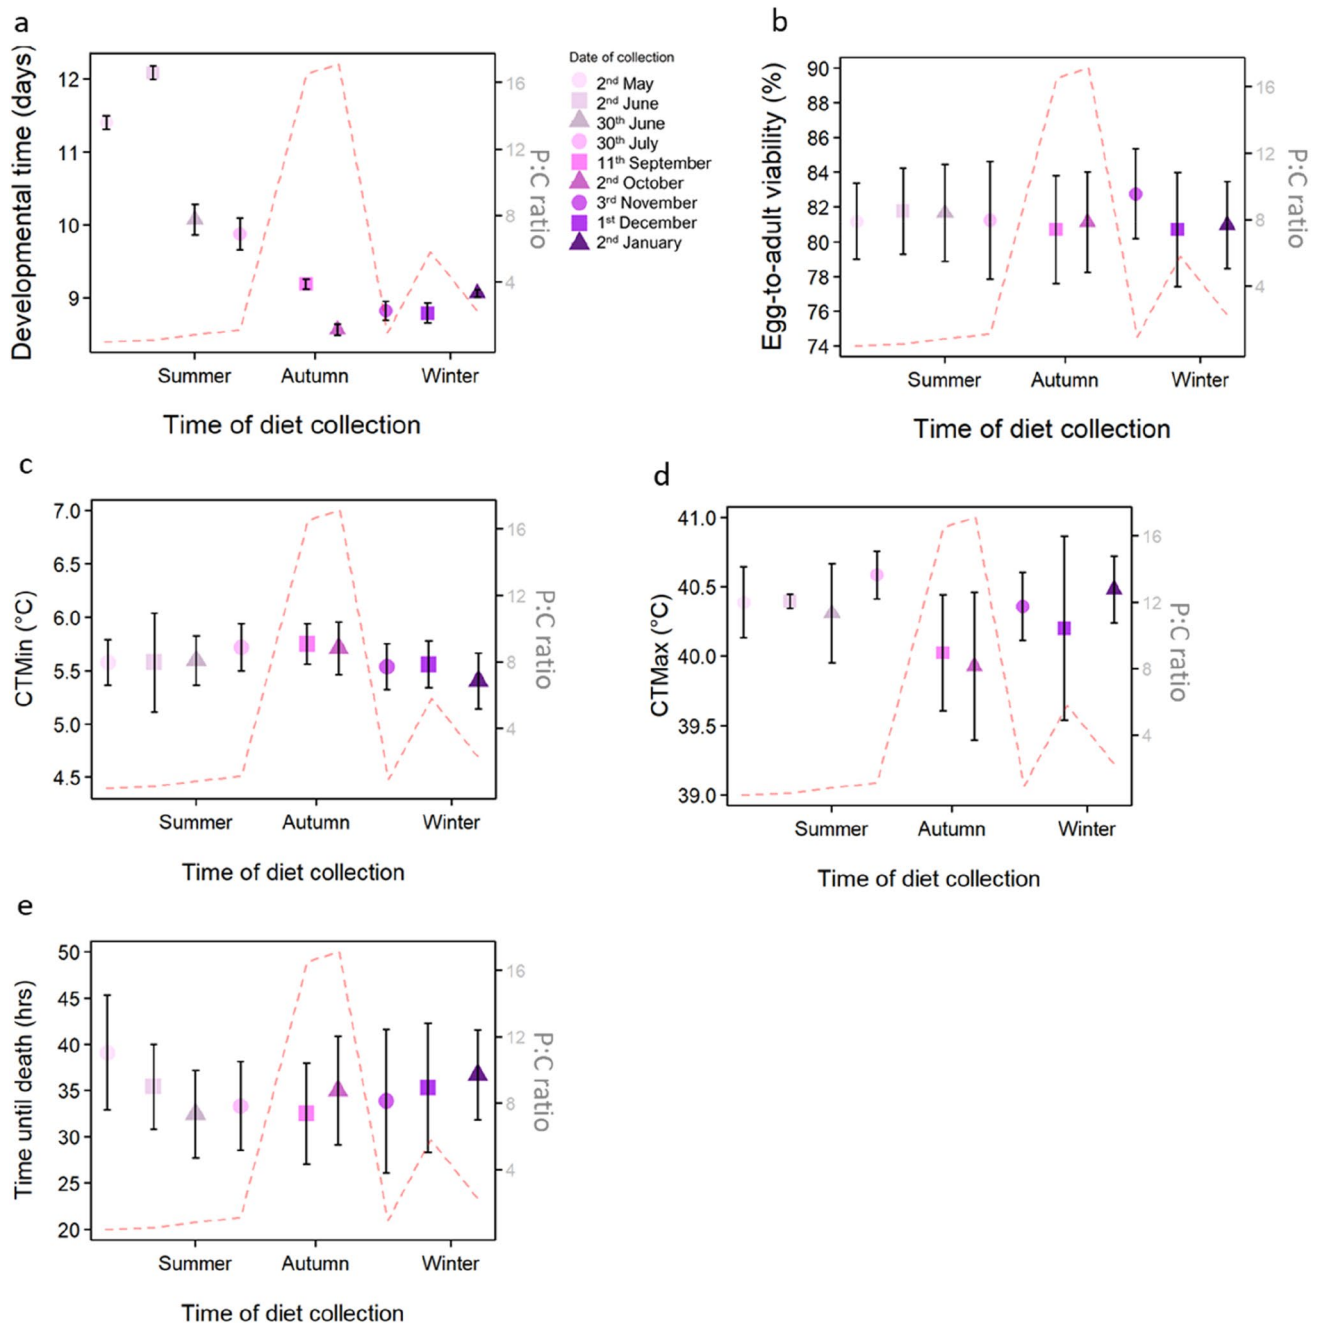 a
Developmental time (days)
12
11
10
9
16
12
8
4
P:C ratio
Summer Autumn Winter
Time of diet collection
Date of collection
2nd May
2nd June
30th June
30th July
11th September
2nd October
3rd November
1st December
2nd January
b
Egg-to-adult viability (%)
90
88
86
84
82
80
78
76
74
16
12
8
4
P:C ratio
Summer Autumn Winter
Time of diet collection
c
CTMin (°C)
7.0
6.5
6.0
5.5
5.0
4.5
16
12
8
4
P:C ratio
Summer Autumn Winter
Time of diet collection
d
CTMax (°C)
41.0
40.5
40.0
39.5
39.0
16
12
8
4
P:C ratio
Summer Autumn Winter
Time of diet collection
e
Time until death (hrs)
50
45
40
35
30
25
20
16
12
8
4
P:C ratio
Summer Autumn Winter
Time of diet collection